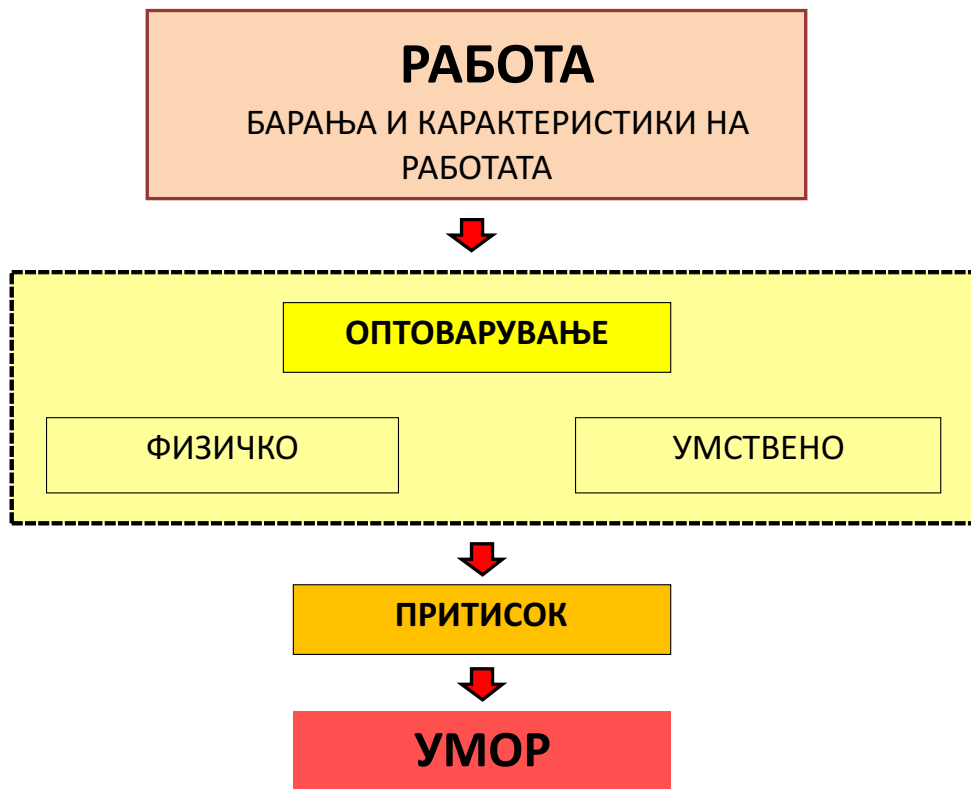 РАБОТА
БАРАЊА И КАРАКТЕРИСТИКИ НА
РАБОТАТА
ОПТОВАРУВАЊЕ
ФИЗИЧКО
УМСТВЕНО
ПРИТИСОК
УМОР